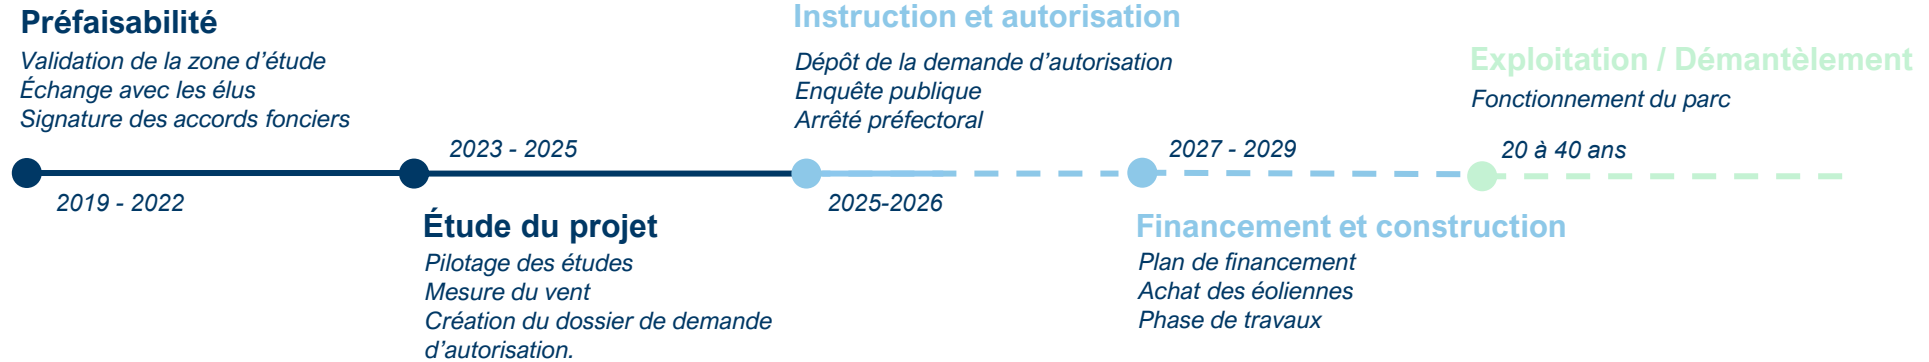 Préfaisabilité
Validation de la zone d’étude
Échange avec les élus
Signature des accords fonciers
2019 - 2022
2023 - 2025
Étude du projet
Pilotage des études
Mesure du vent
Création du dossier de demande
d’autorisation.
Instruction et autorisation
Dépôt de la demande d’autorisation
Enquête publique
Arrêté préfectoral
2025-2026
2027 - 2029
Financement et construction
Plan de financement
Achat des éoliennes
Phase de travaux
Exploitation / Démantèlement
Fonctionnement du parc
20 à 40 ans